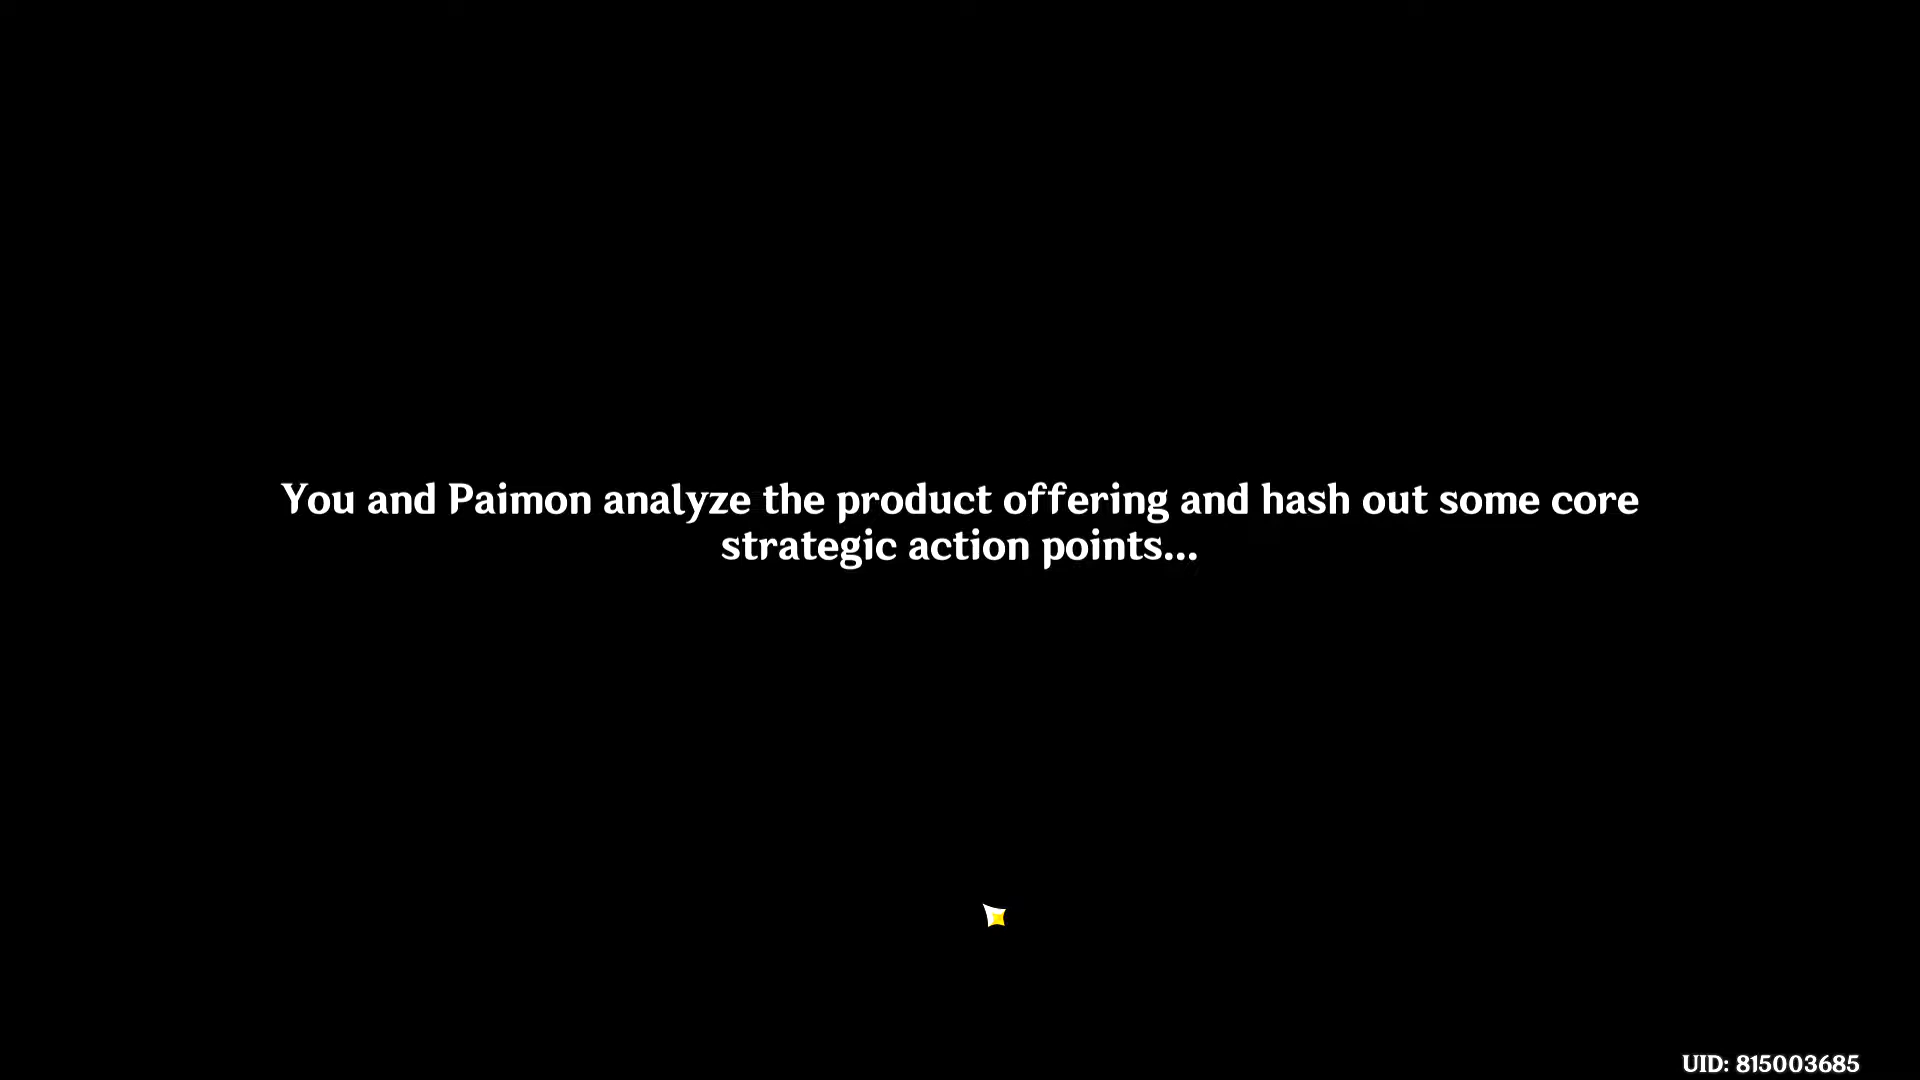 You and Paimon analyze the product offering and hash out some core
strategic action points...
UID: 815003685